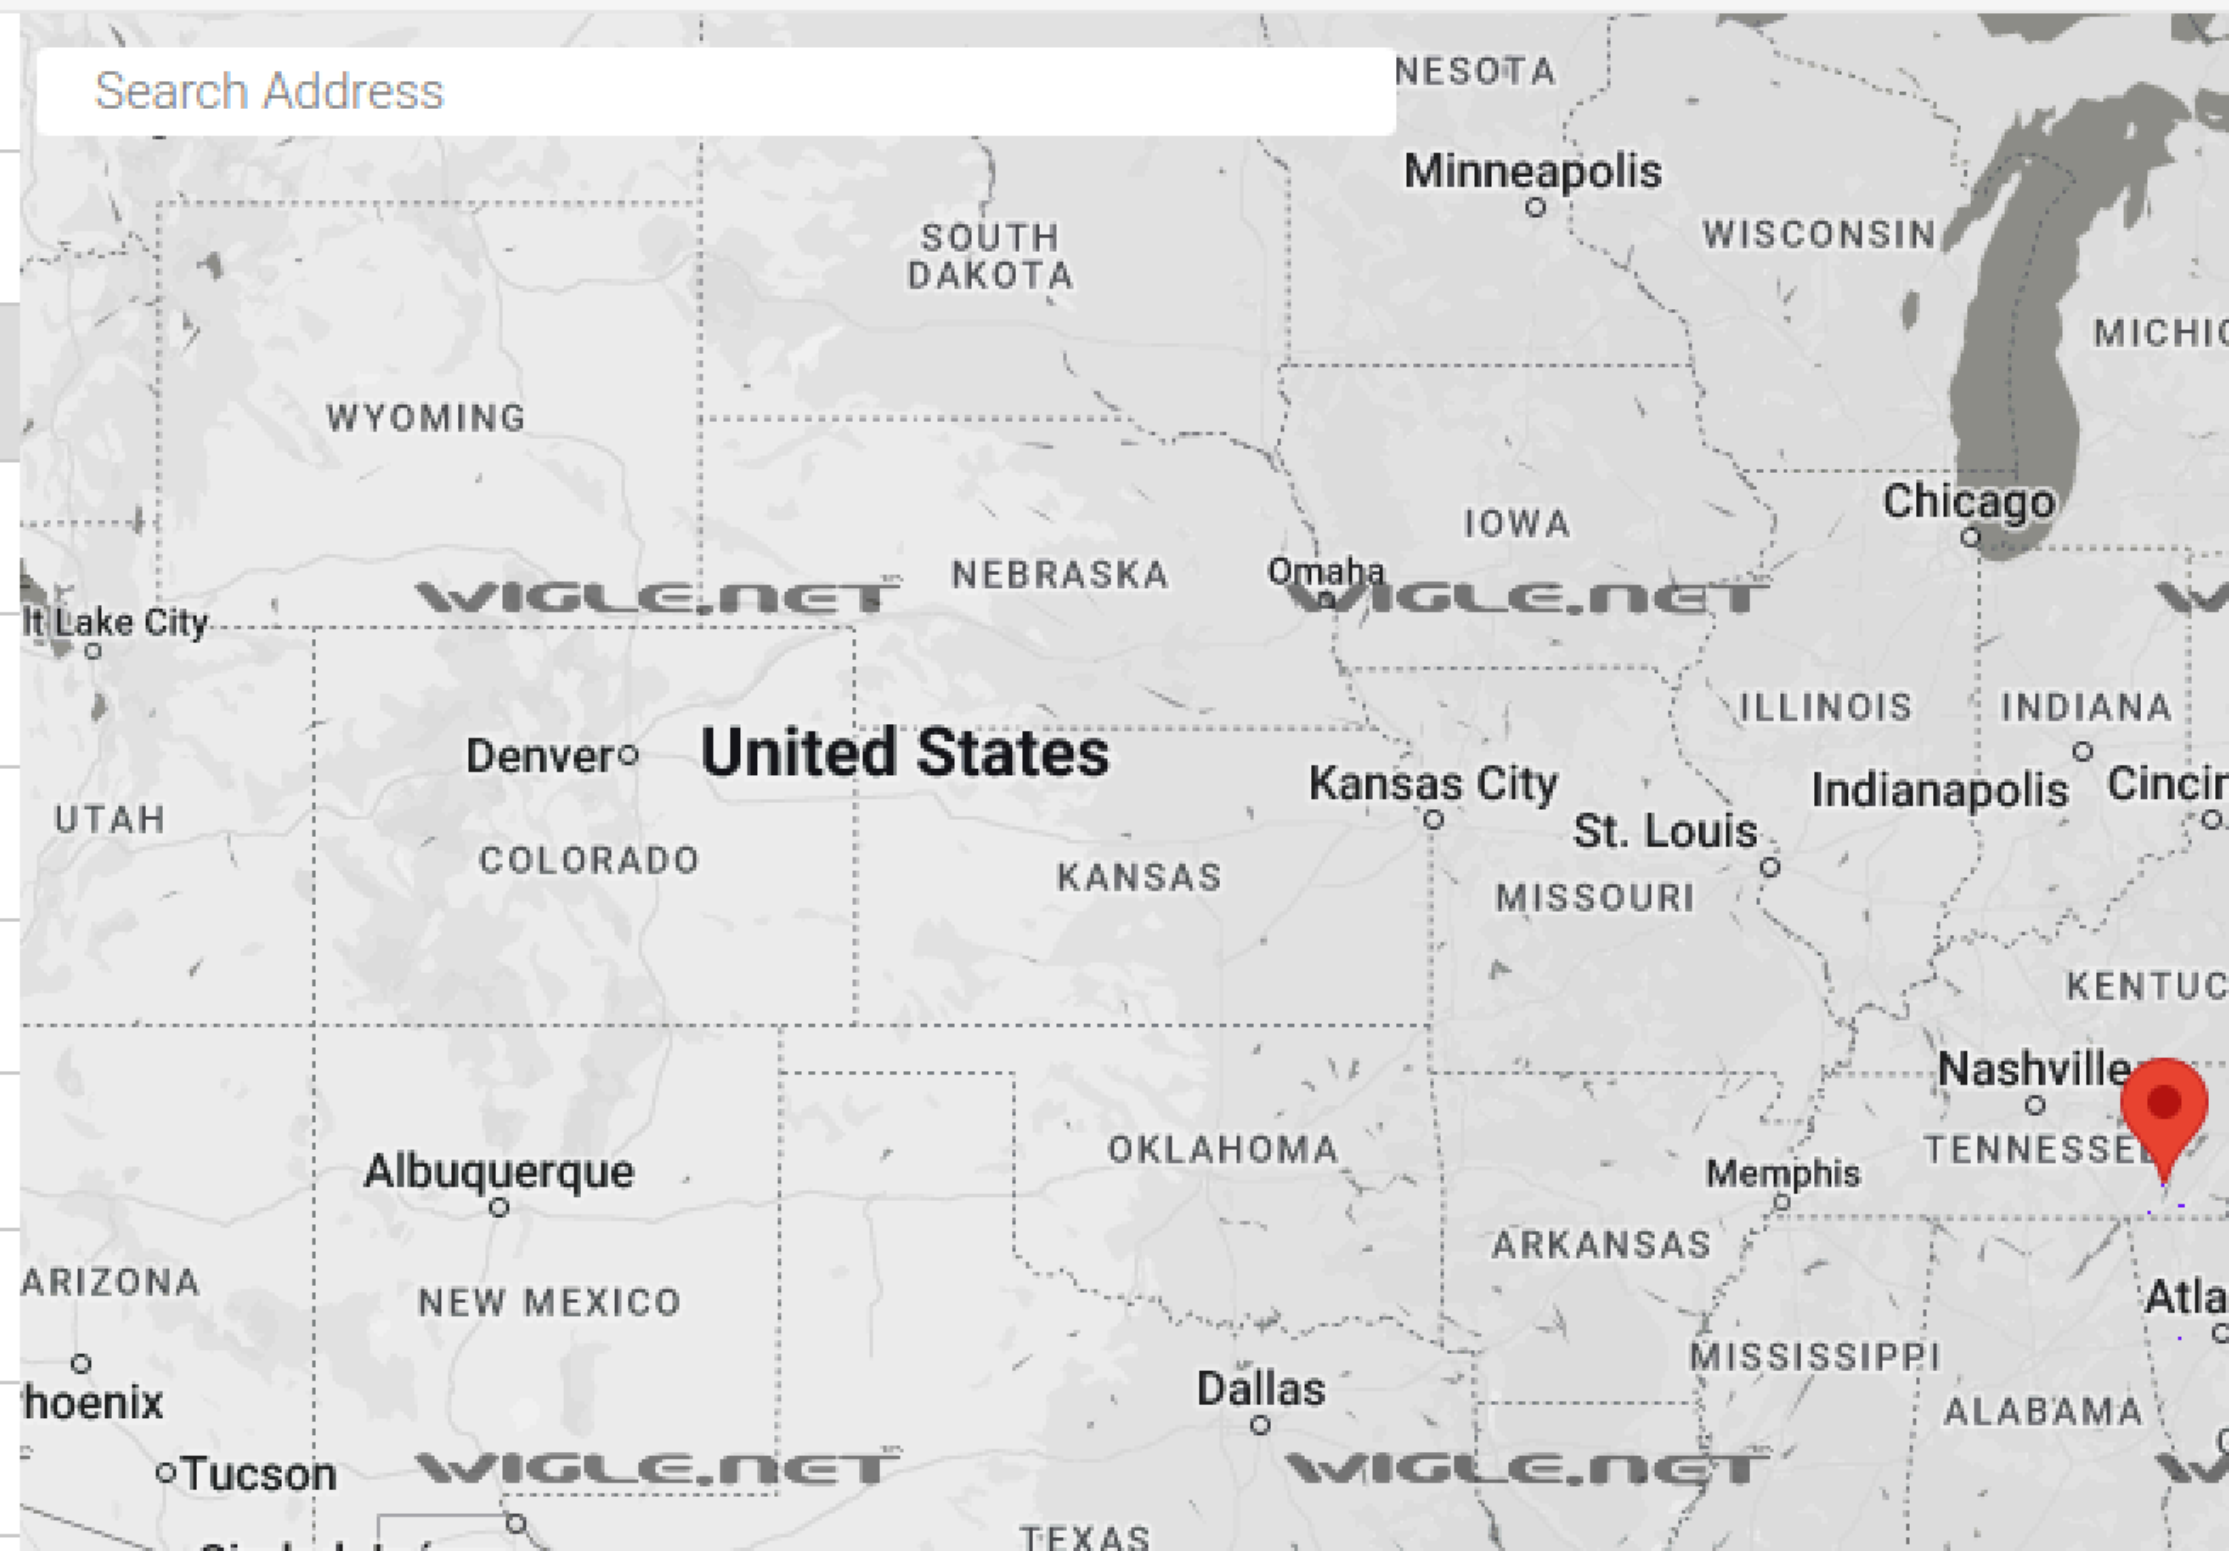 Search Address
NESOTA
Minneapolis
WISCONSIN
SOUTH
DAKOTA
MICHIG
WYOMING
Chicago
IOWA
NEBRASKA
Omaha
WIGLE.NET
WIGLE.NET
W
lt Lake City
ILLINOIS
INDIANA
Denver
United States
Kansas City
Indianapolis
Cincin
UTAH
St. Louis
COLORADO
KANSAS
MISSOURI
KENTUC
Nashville
OKLAHOMA
TENNESSEE
Albuquerque
Memphis
ARKANSAS
ARIZONA
NEW MEXICO
Atla
MISSISSIPPI
Dallas
hoenix
ALABAMA
Tucson
WIGLE.NET
WIGLE.NET
W
TEXAS